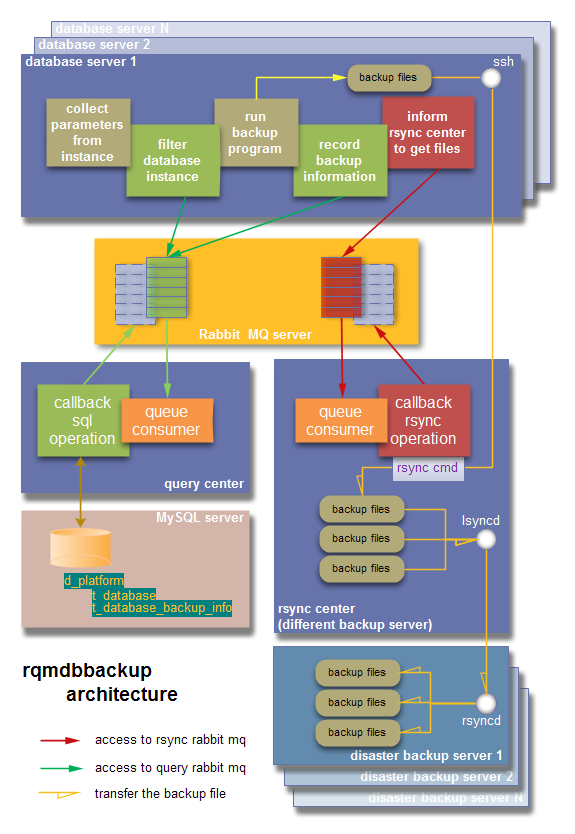 database server N
database server 2
database server 1
ssh
backup files
collect
parameters
from
instance
filter
database
instance
run
backup
program
record
backup
information
inform
rsync center
to get files
Rabbit MQ server
callback
sql
operation
queue
consumer
query center
queue
consumer
callback
rsync
operation
rsync cmd
backup files
backup files
backup files
lsyncd
rsync center
(different backup server)
MySQL server
d_platform
t_database
t_database_backup_info
rqmdbbackup
architecture
access to rsync rabbit mq
access to query rabbit mq
transfer the backup file
backup files
backup files
backup files
rsyncd
disaster backup server 1
disaster backup server 2
disaster backup server N